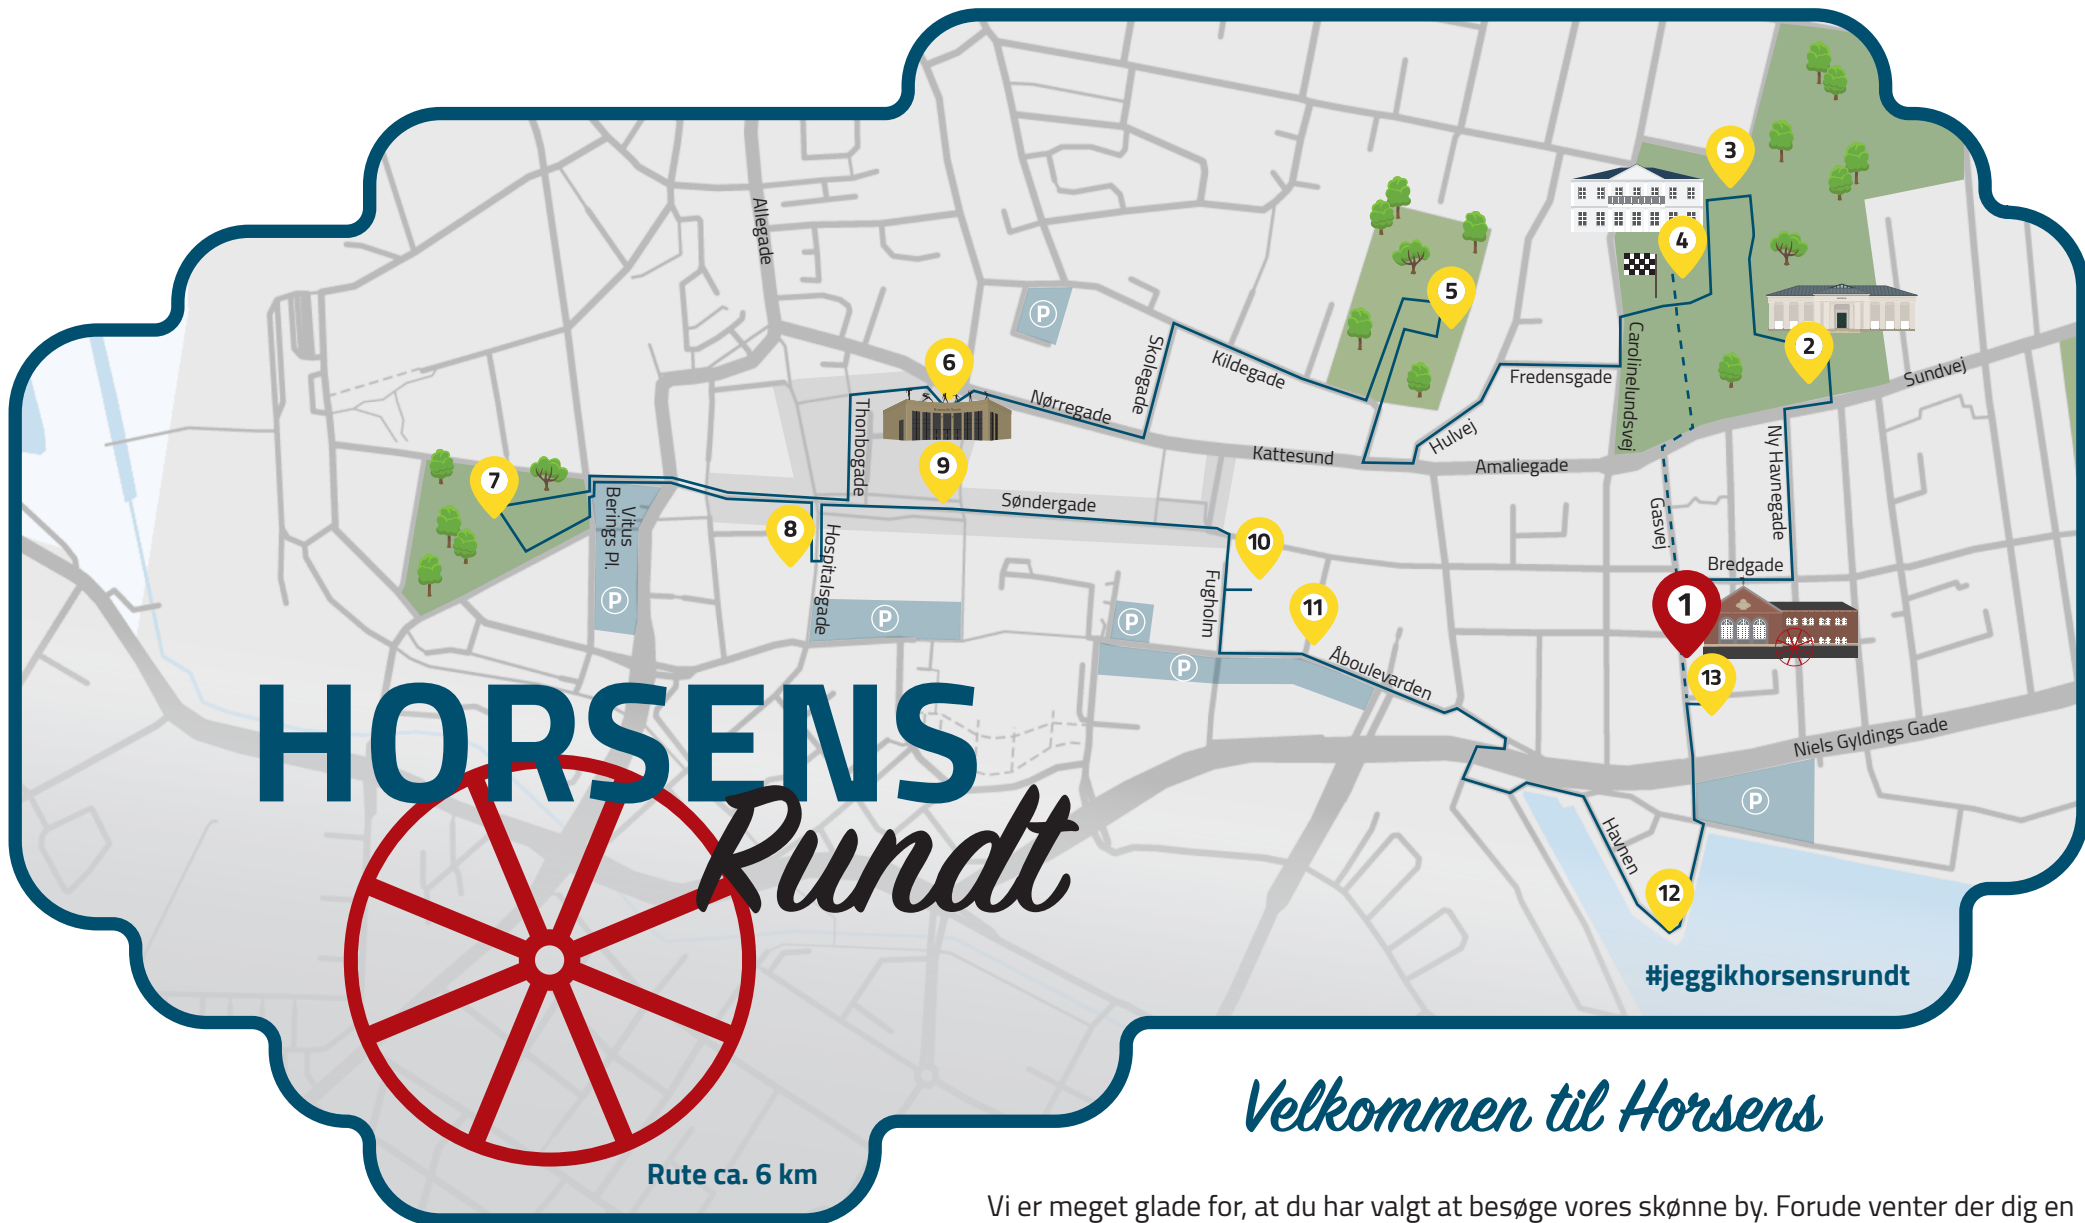 3
4
Allegade
5
P
Carolinelundsvej
2
Skolegade
Kildegade
6
Fredensgade
Sundvej
Nørregade
Thonbogade
Hulvej
Ny Havnegade
Kattesund
Amaliegade
9
7
Søndergade
Vitus
Berings Pl.
Gasvej
8
Hospitalsgade
10
Bredgade
Fugholm
P
11
1
P
P
P
Åboulevarden
13
HORSENS
Rundt
Niels Gyldings Gade
P
Havnen
12
#jeggikhorsensrundt
Velkommen til Horsens
Rute ca. 6 km
Vi er meget glade for, at du har valgt at besøge vores skønne by. Forude venter der dig en